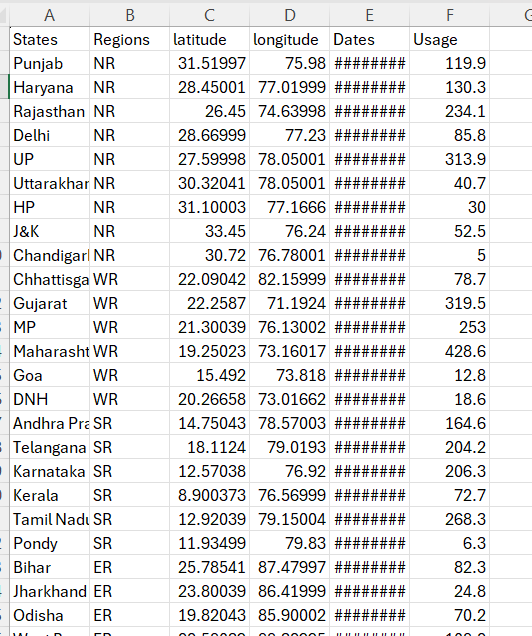 A B C D E F
States Regions latitude longitude Dates Usage
Punjab NR 31.51997 75.98 ######## 119.9
Haryana NR 28.45001 77.01999 ######## 130.3
Rajasthan NR 26.45 74.63998 ######## 234.1
Delhi NR 28.66999 77.23 ######## 85.8
UP NR 27.59998 78.05001 ######## 313.9
Uttarakhar NR 30.32041 78.05001 ######## 40.7
HP NR 31.10003 77.1666 ######## 30
J&K NR 33.45 76.24 ######## 52.5
Chandigarl NR 30.72 76.78001 ######## 5
Chhattisga WR 22.09042 82.15999 ######## 78.7
Gujarat WR 22.2587 71.1924 ######## 319.5
MP WR 21.30039 76.13002 ######## 253
Maharasht WR 19.25023 73.16017 ######## 428.6
Goa WR 15.492 73.818 ######## 12.8
DNH WR 20.26658 73.01662 ######## 18.6
Andhra Pra SR 14.75043 78.57003 ######## 164.6
Telangana SR 18.1124 79.0193 ######## 204.2
Karnataka SR 12.57038 76.92 ######## 206.3
Kerala SR 8.900373 76.56999 ######## 72.7
Tamil Nadu SR 12.92039 79.15004 ######## 268.3
Pondy SR 11.93499 79.83 ######## 6.3
Bihar ER 25.78541 87.47997 ######## 82.3
Jharkhand ER 23.80039 86.41999 ######## 24.8
Odisha ER 19.82043 85.90002 ######## 70.2